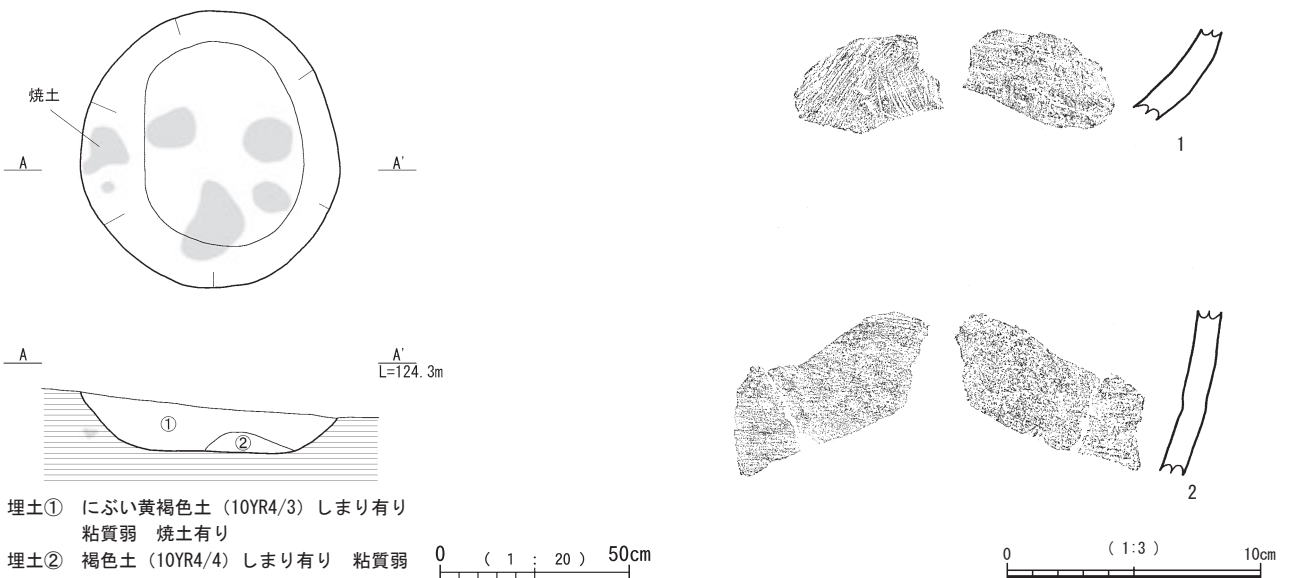 焼土
A A'
A A'
L=124.3m
①
②
埋土① にぶい黄褐色土（10YR4/3）しまり有り
粘質弱 焼土有り
埋土② 褐色土（10YR4/4）しまり有り 粘質弱
0 ( 1 : 20 ) 50cm
1
2
0 ( 1:3 ) 10cm